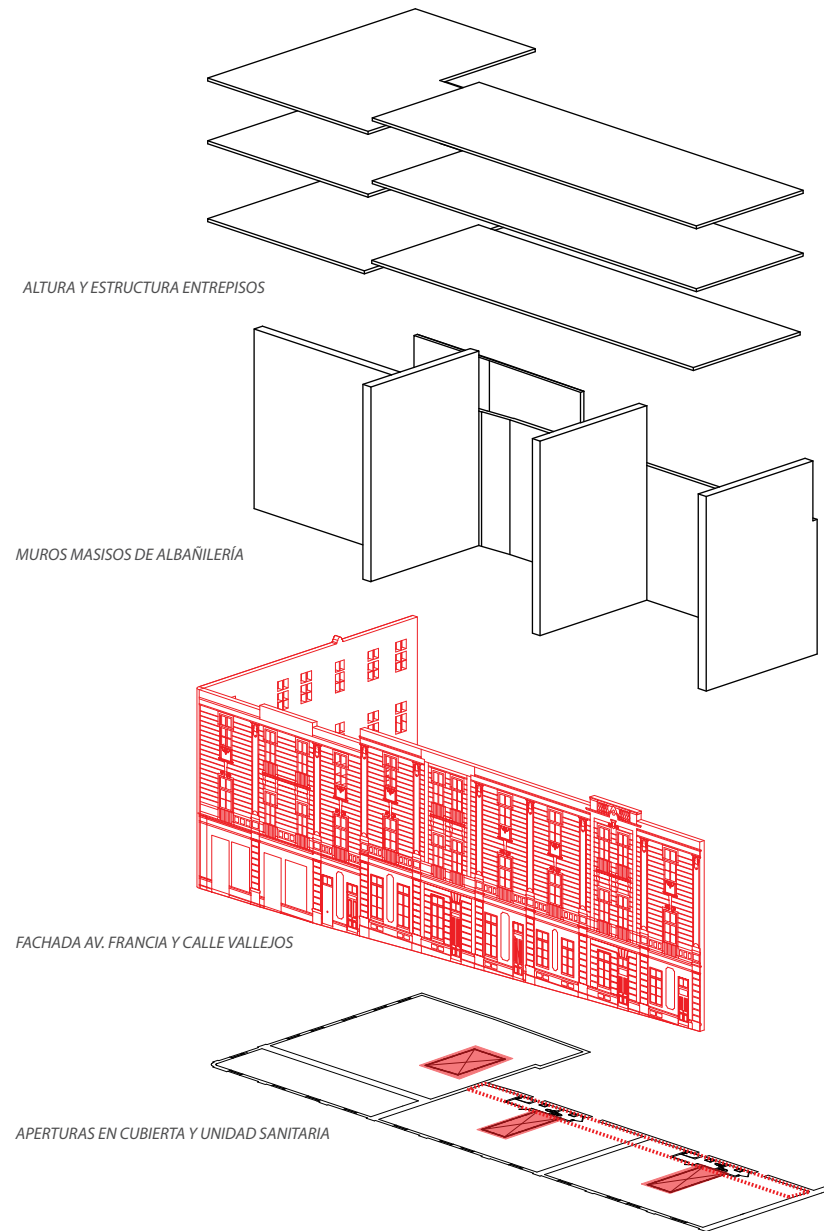 ALTURA Y ESTRUCTURA ENTREPISOS
MUROS MASISOS DE ALBAÑILERÍA
FACHADA AV. FRANCIA Y CALLE VALLEJOS
APERTURAS EN CUBIERTA Y UNIDAD SANITARIA